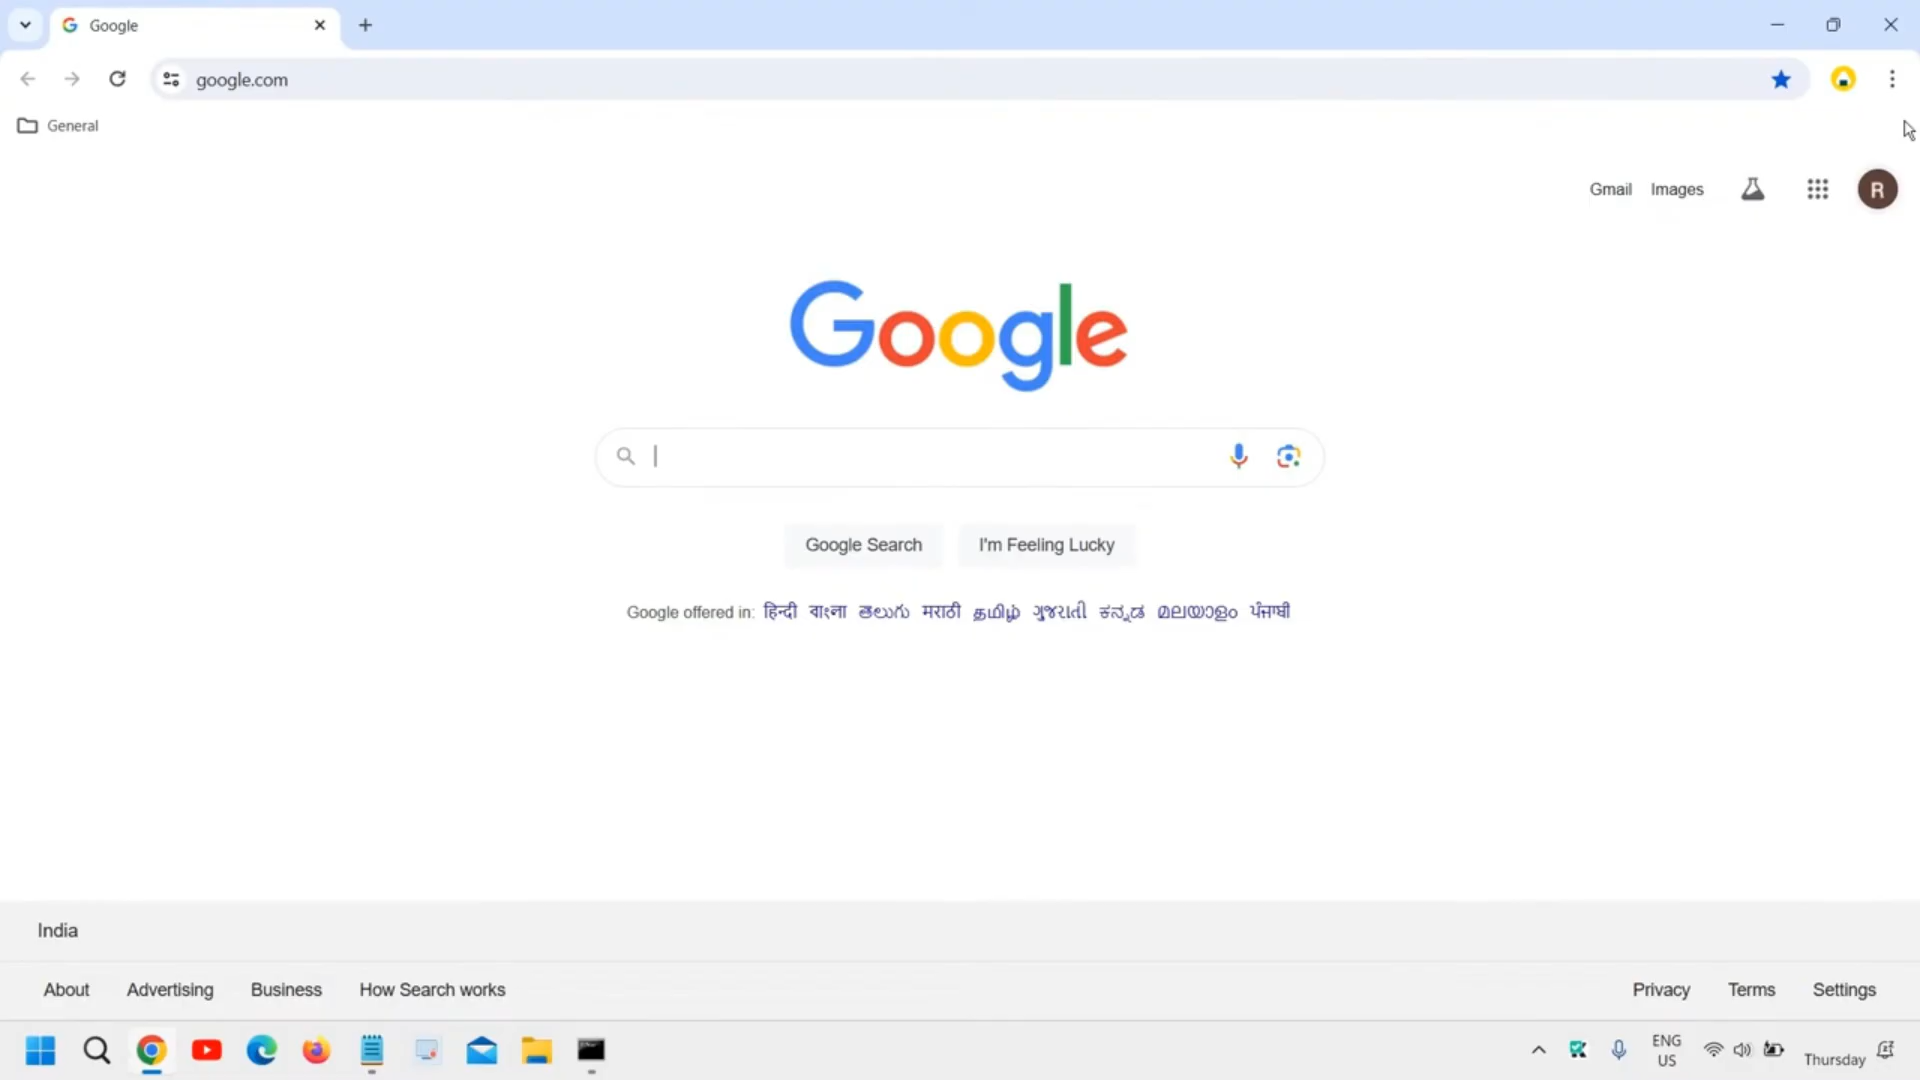 Google
google.com
General
Gmail Images
R
Google
Google Search I'm Feeling Lucky
Google offered in: हिन्दी বাংলা తెలుగు मराठी தமிழ் ગુજરાતી ಕನ್ನಡ മലയാളം ਪੰਜਾਬੀ
India
About Advertising Business How Search works Privacy Terms Settings
ENG
US
Thursday